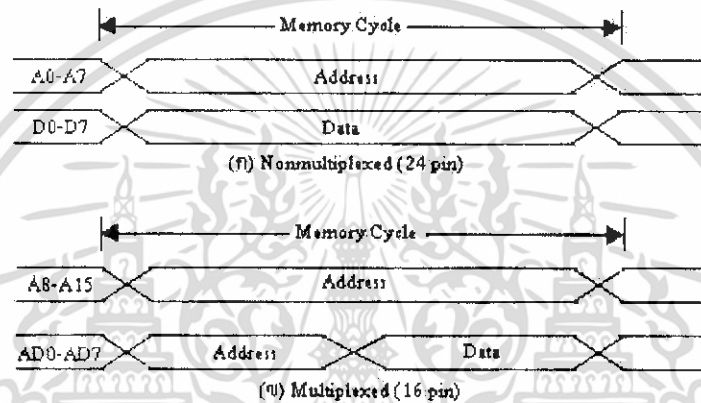 Memory Cycle
A0-A7 Address
D0-D7 Data
(ก) Nonmultiplexed (24 pin)
Memory Cycle
A8-A15 Address
AD0-AD7 Address Data
(ข) Multiplexed (16 pin)